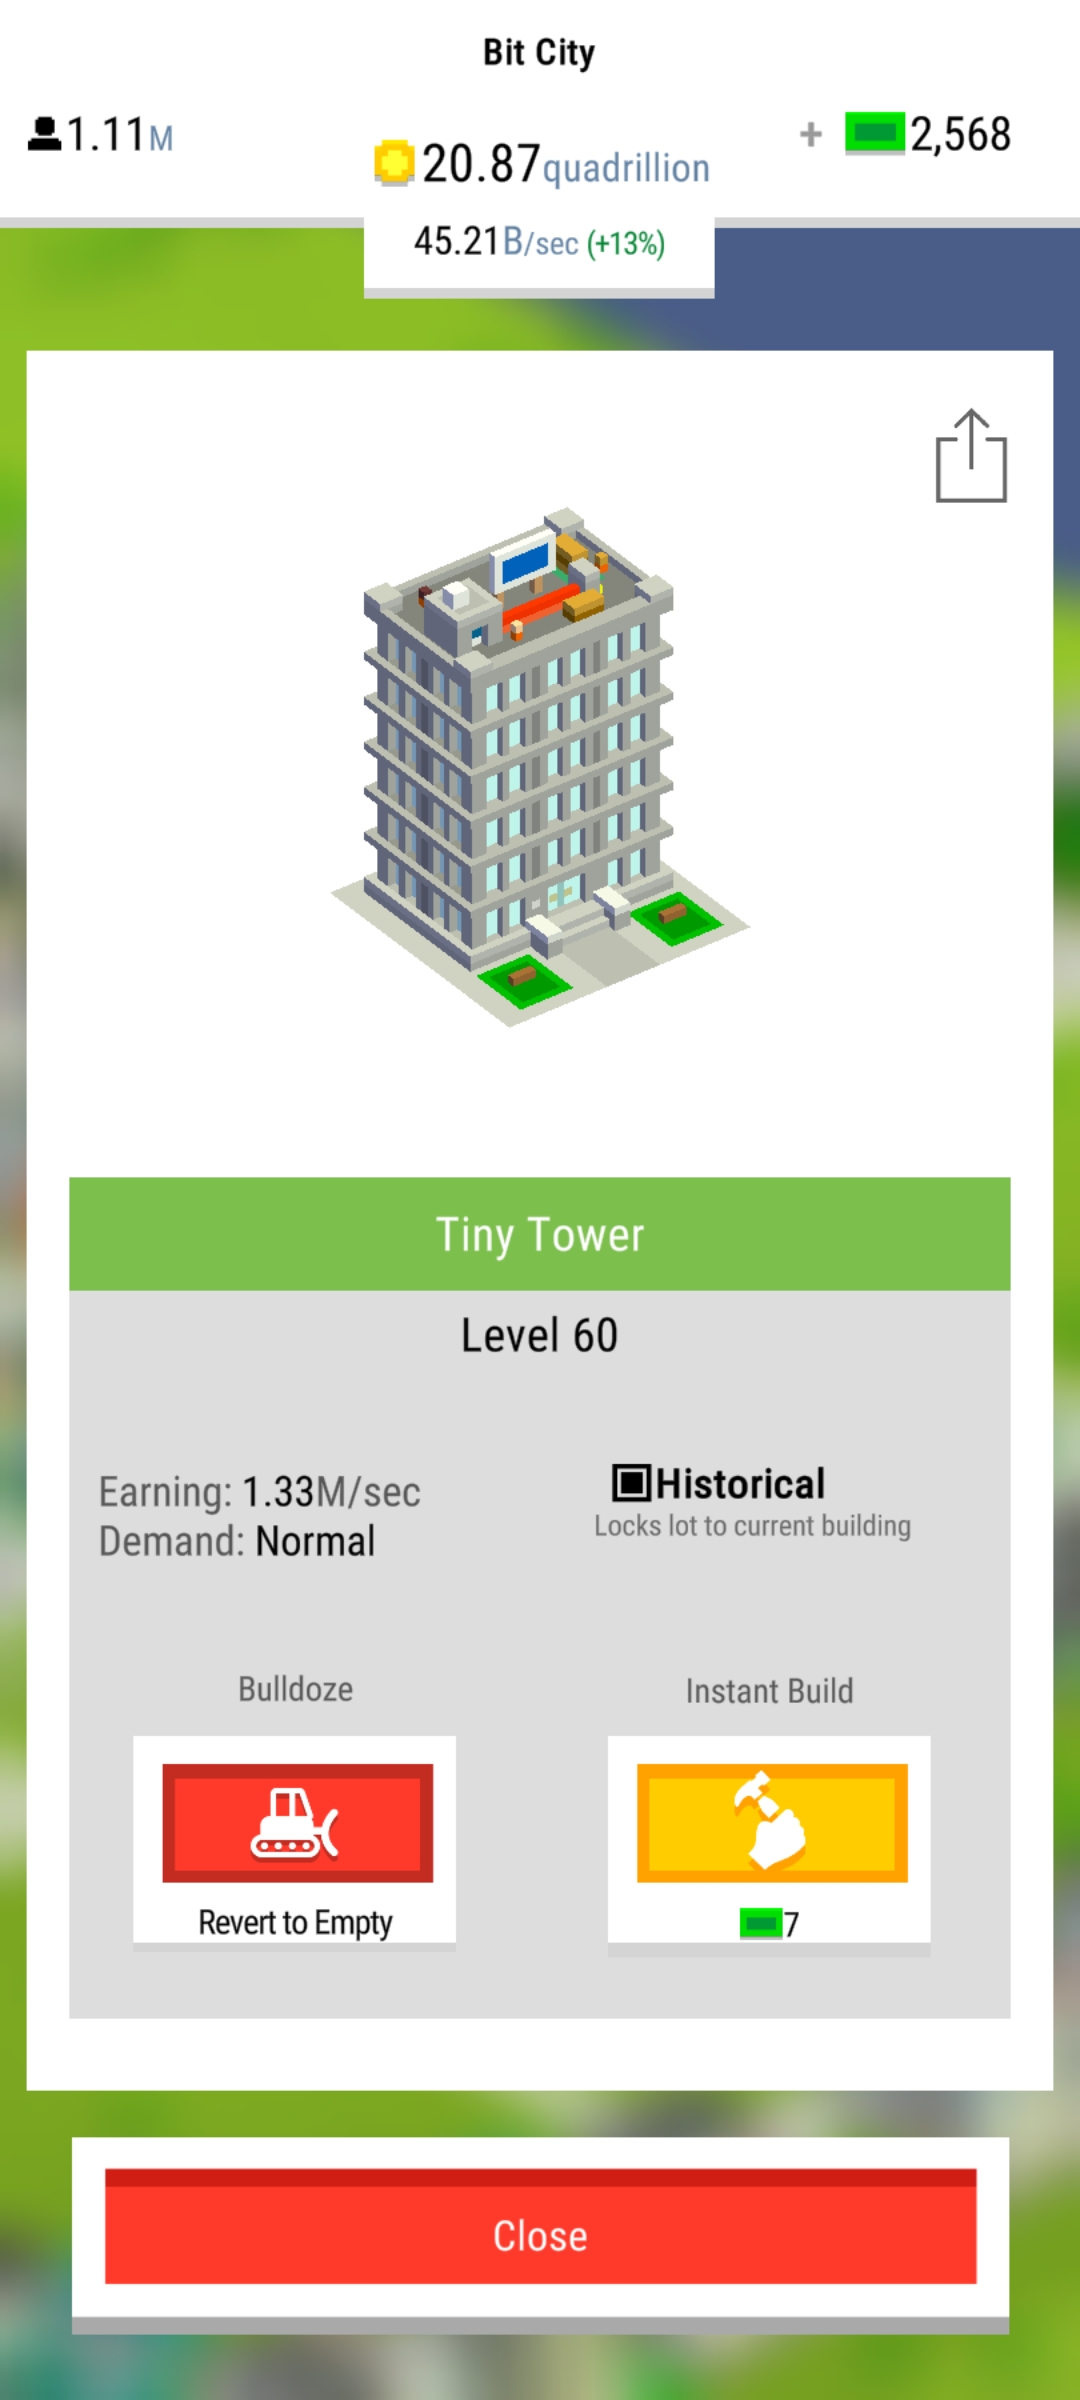 Bit City
1.11M
20.87quadrillion
+ 2,568
45.21B/sec (+13%)
Tiny Tower
Level 60
Earning: 1.33M/sec
Demand: Normal
Historical
Locks lot to current building
Bulldoze
Instant Build
Revert to Empty
7
Close